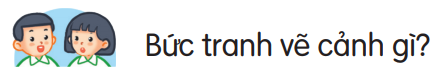 Bức tranh vẽ cảnh gì?